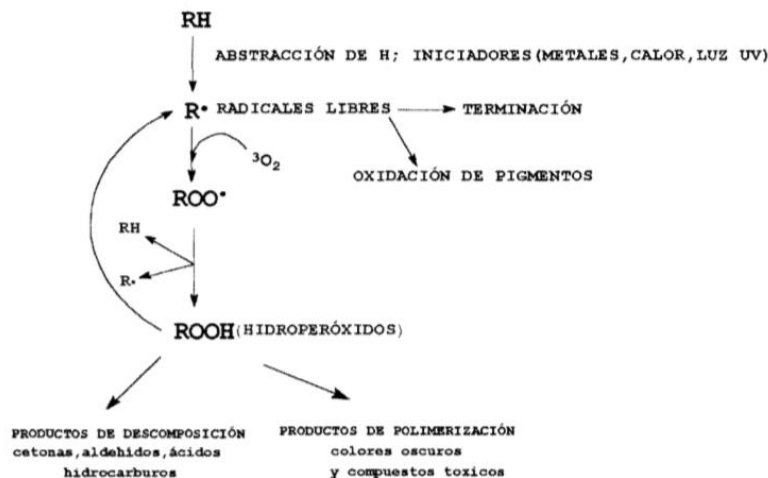 RH
ABSTRACCIÓN DE H; INICIADORES(METALES,CALOR,LUZ UV)
R• RADICALES LIBRES TERMINACIÓN
³O₂
OXIDACIÓN DE PIGMENTOS
ROO•
RH
R•
ROOH(HIDROPERÓXIDOS)
PRODUCTOS DE DESCOMPOSICIÓN
cetonas,aldehídos,ácidos
hidrocarburos
PRODUCTOS DE POLIMERIZACIÓN
colores oscuros
y compuestos toxicos